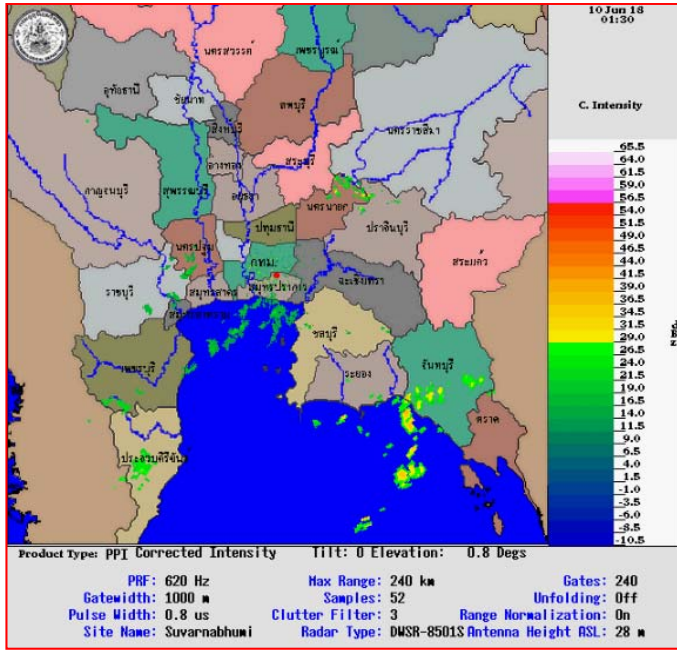 10 Jun 18
01:30
C. Intensity
นครสวรรค์
เพชรบูรณ์
อุทัยธานี
ชัยนาท
ลพบุรี
สิงห์บุรี
นครราชสีมา
อ่างทอง
สระบุรี
กาญจนบุรี
สุพรรณบุรี
อยุธยา
นครนายก
ปราจีนบุรี
ปทุมธานี
นครปฐม
กทม.
สระแก้ว
ราชบุรี
สมุทรสาคร
สมุทรปราการ
ฉะเชิงเทรา
สมุทรสงคราม
ชลบุรี
จันทบุรี
เพชรบุรี
ระยอง
ตราด
ประจวบคีรีขันธ์
65.5
64.0
61.5
59.0
56.5
54.0
51.5
49.0
46.5
44.0
41.5
39.0
36.5
34.0
31.5
29.0
26.5
24.0
21.5
19.0
16.5
14.0
11.5
9.0
6.5
4.0
1.5
-1.0
-3.5
-6.0
-8.5
-10.5
Product Type: PPI Corrected Intensity Tilt: 0 Elevation: 0.8 Degs
PRF: 620 Hz Max Range: 240 km Gates: 240
Gatewidth: 1000 m Samples: 52 Unfolding: Off
Pulse Width: 0.8 us Clutter Filter: 3 Range Normalization: On
Site Name: Suvarnabhumi Radar Type: DWSR-8501S Antenna Height ASL: 28 m